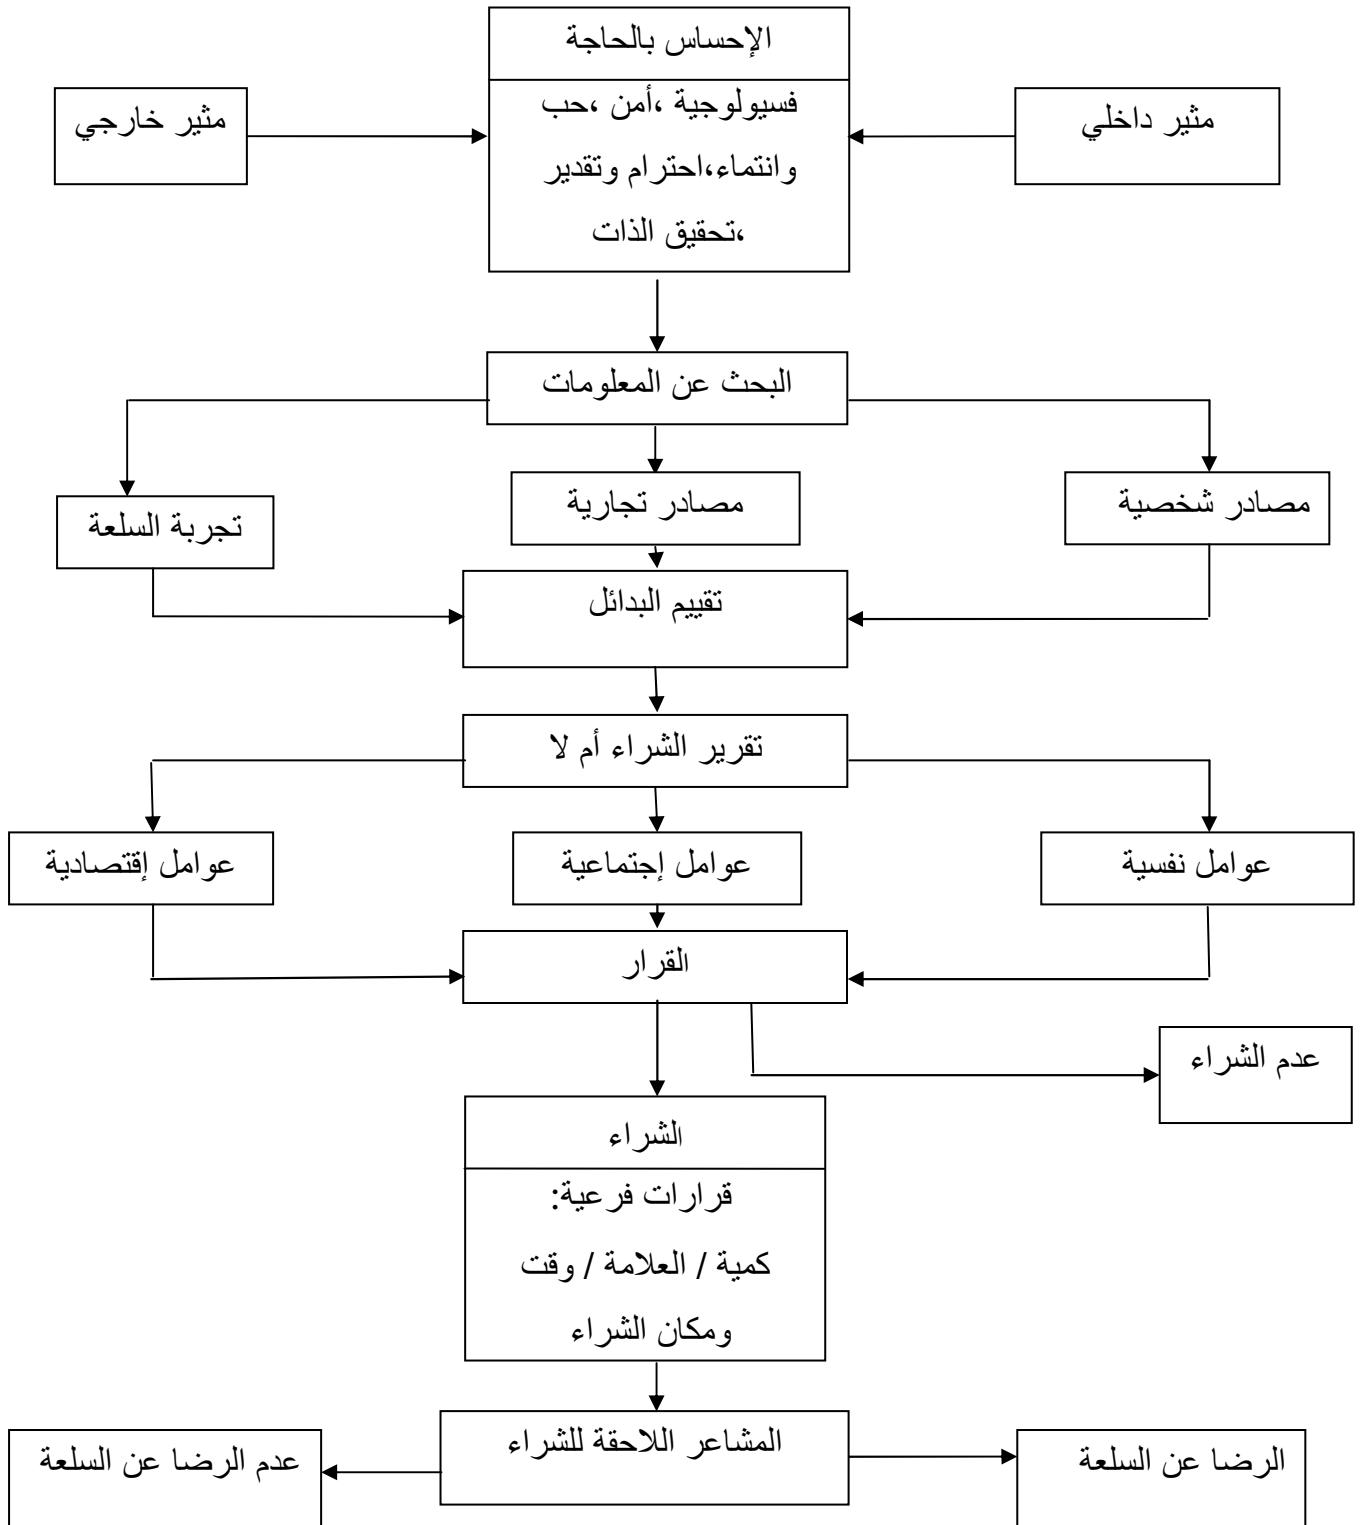 الإحساس بالحاجة
مثير داخلي
فسيولوجية ،أمن ،حب
وانتماء،احترام وتقدير
،تحقيق الذات
مثير خارجي
البحث عن المعلومات
مصادر شخصية
مصادر تجارية
تجربة السلعة
تقييم البدائل
تقرير الشراء أم لا
عوامل نفسية
عوامل إجتماعية
عوامل إقتصادية
القرار
عدم الشراء
الشراء
قرارات فرعية:
كمية / العلامة / وقت
ومكان الشراء
المشاعر اللاحقة للشراء
الرضا عن السلعة
عدم الرضا عن السلعة